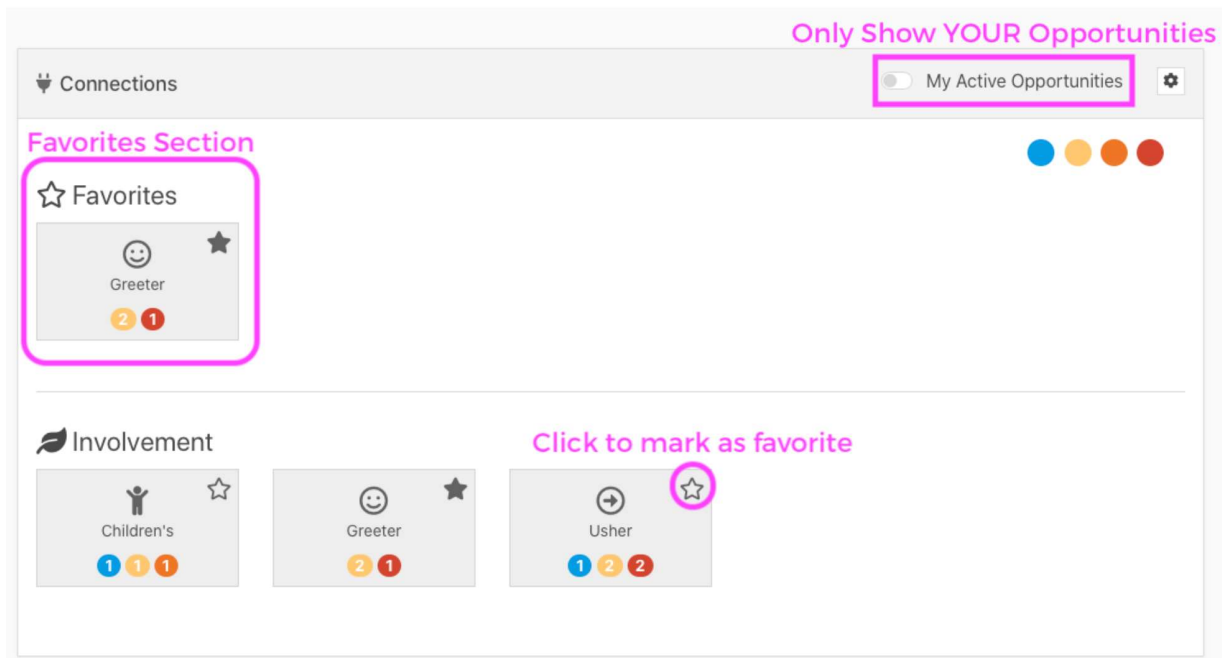 Only Show YOUR Opportunities
Connections
My Active Opportunities
Favorites Section
Favorites
Greeter
2 1
Involvement
Click to mark as favorite
Children's
1 1 1
Greeter
2 1
Usher
1 2 2